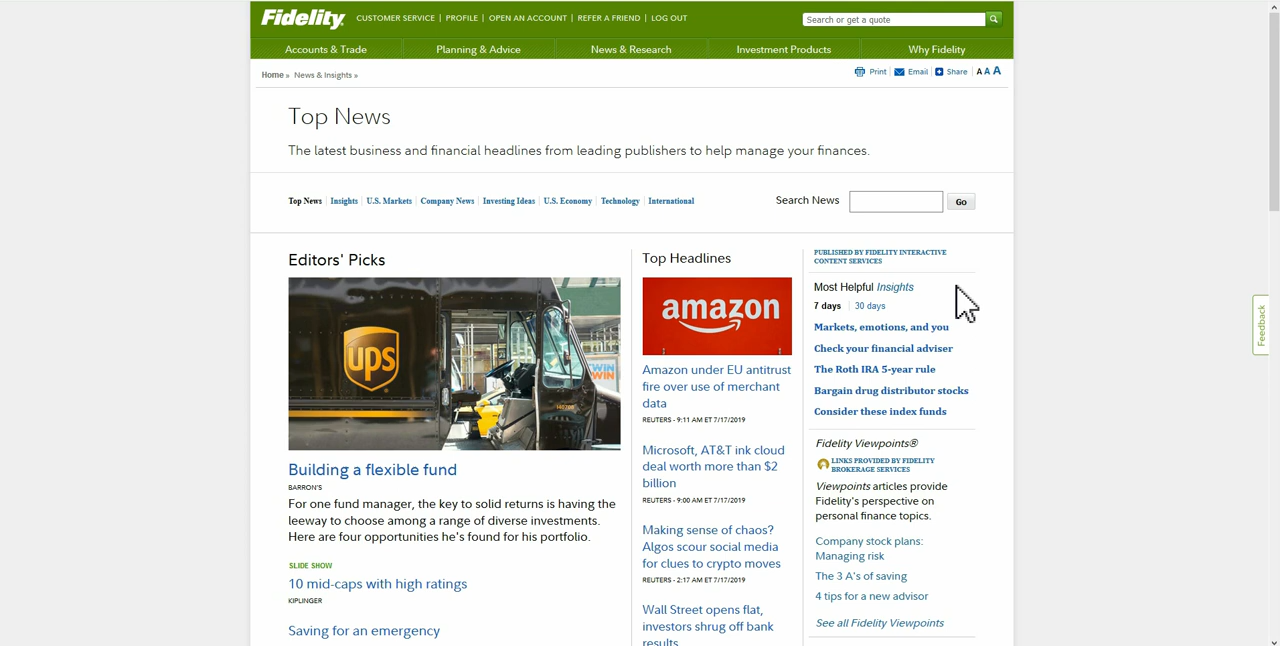 Fidelity
CUSTOMER SERVICE | PROFILE | OPEN AN ACCOUNT | REFER A FRIEND | LOG OUT
Search or get a quote
Accounts & Trade
Planning & Advice
News & Research
Investment Products
Why Fidelity
Home » News & Insights »
Print Email Share A A A
Top News
The latest business and financial headlines from leading publishers to help manage your finances.
Top News | Insights | U.S. Markets | Company News | Investing Ideas | U.S. Economy | Technology | International
Search News
Go
Editors' Picks
ups
Building a flexible fund
BARRON'S
For one fund manager, the key to solid returns is having the
leeway to choose among a range of diverse investments.
Here are four opportunities he's found for his portfolio.
SLIDE SHOW
10 mid-caps with high ratings
KIPLINGER
Saving for an emergency
Top Headlines
amazon
Amazon under EU antitrust
fire over use of merchant
data
REUTERS - 9:11 AM ET 7/17/2019
Microsoft, AT&T ink cloud
deal worth more than $2
billion
REUTERS - 9:00 AM ET 7/17/2019
Making sense of chaos?
Algos scour social media
for clues to crypto moves
REUTERS - 2:17 AM ET 7/17/2019
Wall Street opens flat,
investors shrug off bank
results
PUBLISHED BY FIDELITY INTERACTIVE
CONTENT SERVICES
Most Helpful Insights
7 days | 30 days
Markets, emotions, and you
Check your financial adviser
The Roth IRA 5-year rule
Bargain drug distributor stocks
Consider these index funds
Fidelity Viewpoints®
LINKS PROVIDED BY FIDELITY
BROKERAGE SERVICES
Viewpoints articles provide
Fidelity's perspective on
personal finance topics.
Company stock plans:
Managing risk
The 3 A's of saving
4 tips for a new advisor
See all Fidelity Viewpoints
Feedback